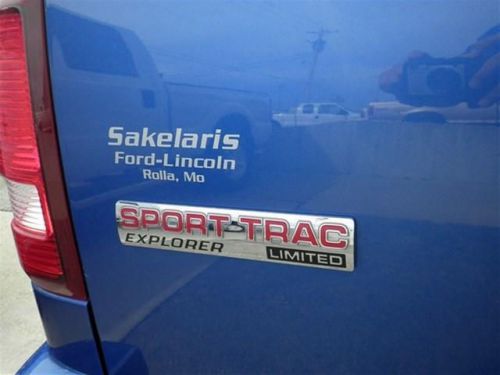 Sakelaris
Ford-Lincoln
Rolla, Mo
SPORT TRAC
EXPLORER LIMITED